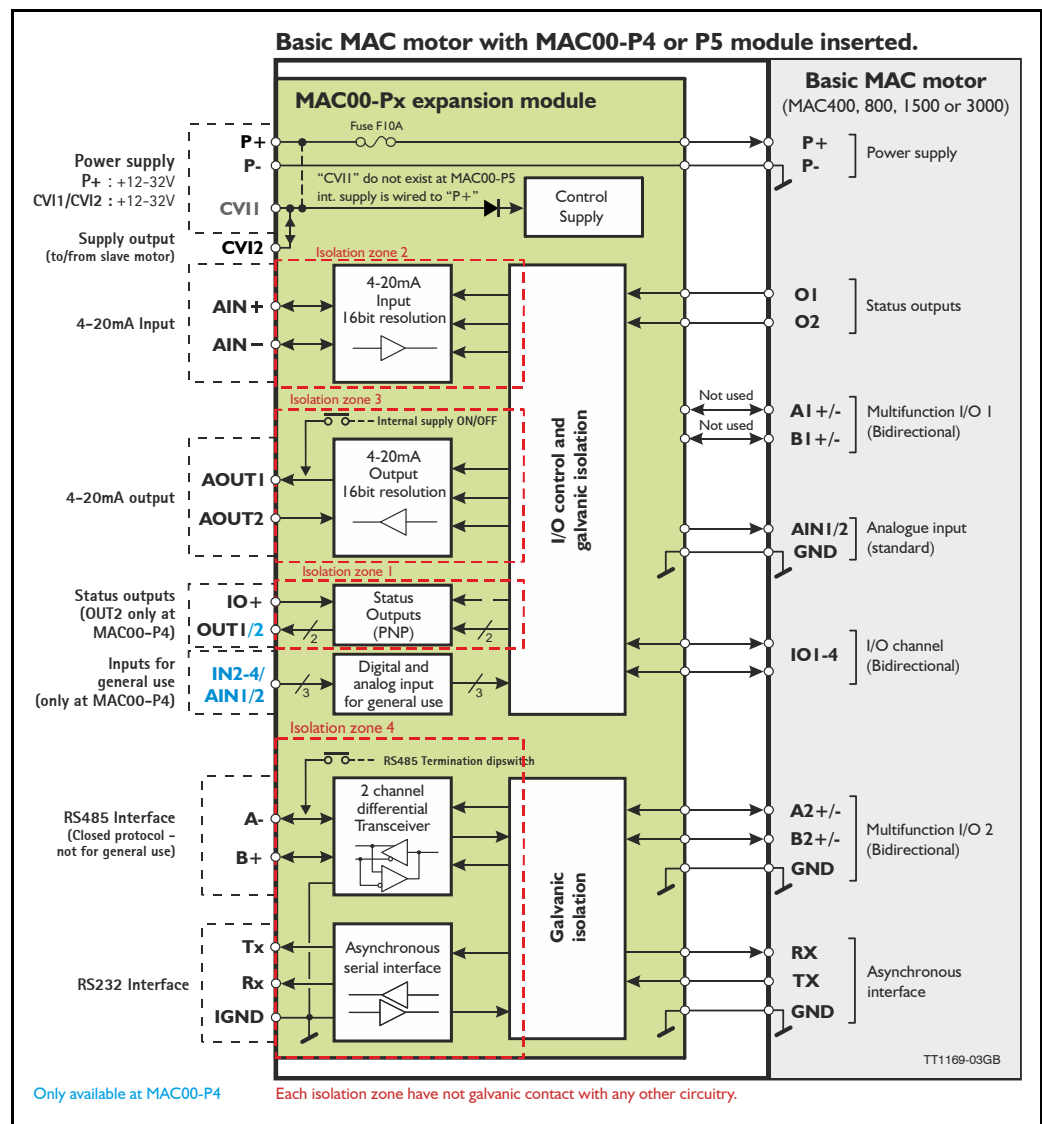 Basic MAC motor with MAC00-P4 or P5 module inserted.
MAC00-Px expansion module
Basic MAC motor
(MAC400, 800, 1500 or 3000)
Fuse F10A
Power supply
P+ : +12-32V
CVI1/CVI2 : +12-32V
P+
P-
CVI1
CVI2
Supply output
(to/from slave motor)
"CVI1" do not exist at MAC00-P5
int. supply is wired to "P+"
Control
Supply
P+
P-
Power supply
Isolation zone 2
4-20mA Input
AIN+
AIN-
4-20mA
Input
16bit resolution
O1
O2
Status outputs
Isolation zone 3
Internal supply ON/OFF
4-20mA output
AOUT1
AOUT2
4-20mA
Output
16bit resolution
I/O control and
galvanic isolation
Not used
Not used
A1+/-
B1+/-
Multifunction I/O 1
(Bidirectional)
AIN1/2
GND
Analogue input
(standard)
Isolation zone 1
Status outputs
(OUT2 only at
MAC00-P4)
IO+
OUT1/2
Status
Outputs
(PNP)
2
2
Inputs for
general use
(only at MAC00-P4)
IN2-4/
AIN1/2
3
Digital and
analog input
for general use
3
IO1-4
I/O channel
(Bidirectional)
Isolation zone 4
RS485 Termination dipswitch
RS485 Interface
(Closed protocol -
not for general use)
A-
B+
2 channel
differential
Transceiver
Galvanic
isolation
A2+/-
B2+/-
GND
Multifunction I/O 2
(Bidirectional)
RS232 Interface
Tx
Rx
IGND
Asynchronous
serial interface
RX
TX
GND
Asynchronous
interface
TT1169-03GB
Only available at MAC00-P4
Each isolation zone have not galvanic contact with any other circuitry.